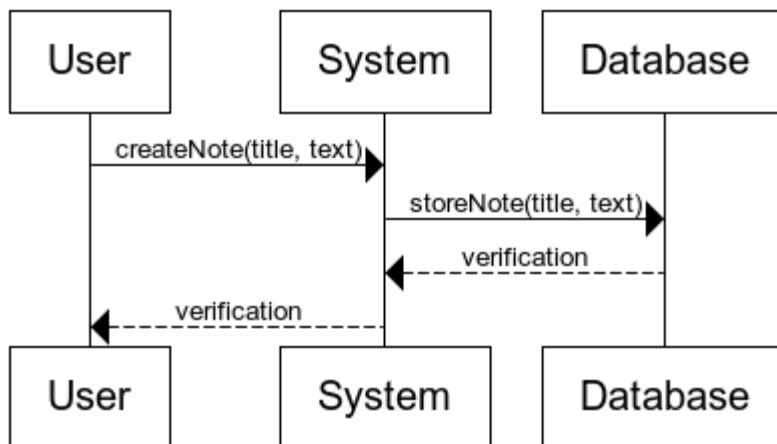 User System Database
createNote(title, text)
storeNote(title, text)
verification
verification
User System Database